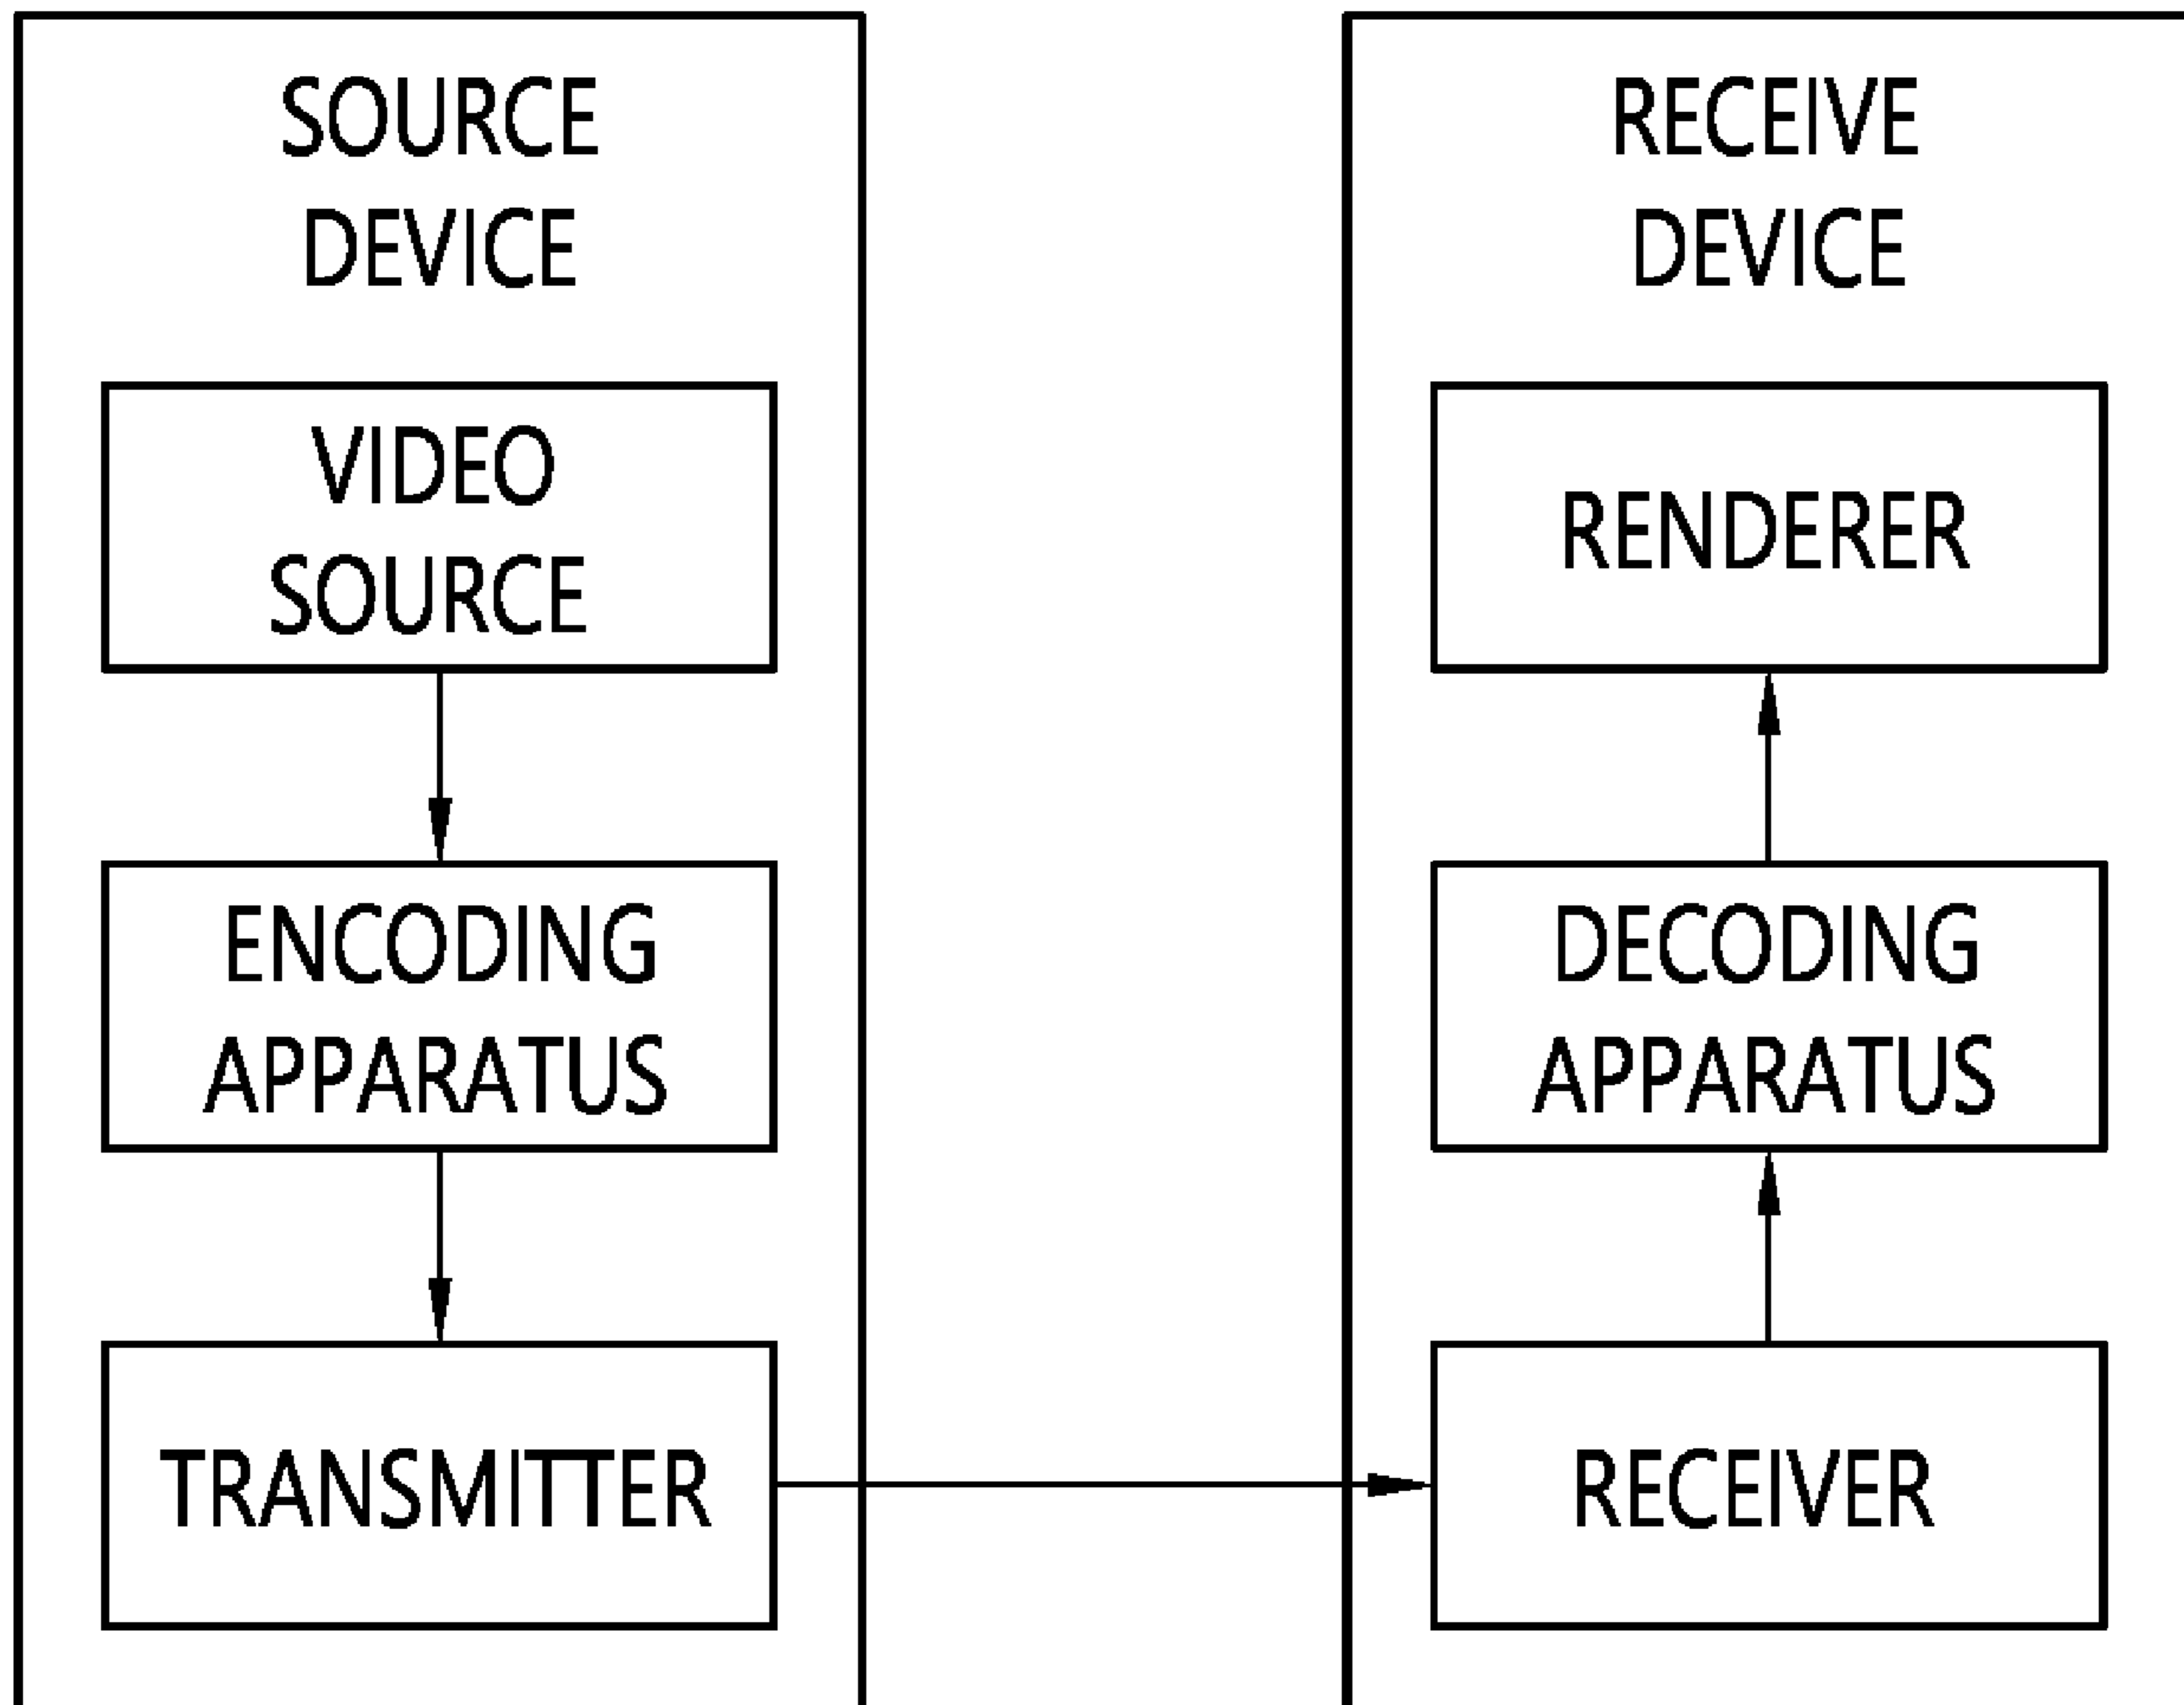 SOURCE
DEVICE
VIDEO
SOURCE
ENCODING
APPARATUS
TRANSMITTER
RECEIVE
DEVICE
RENDERER
DECODING
APPARATUS
RECEIVER